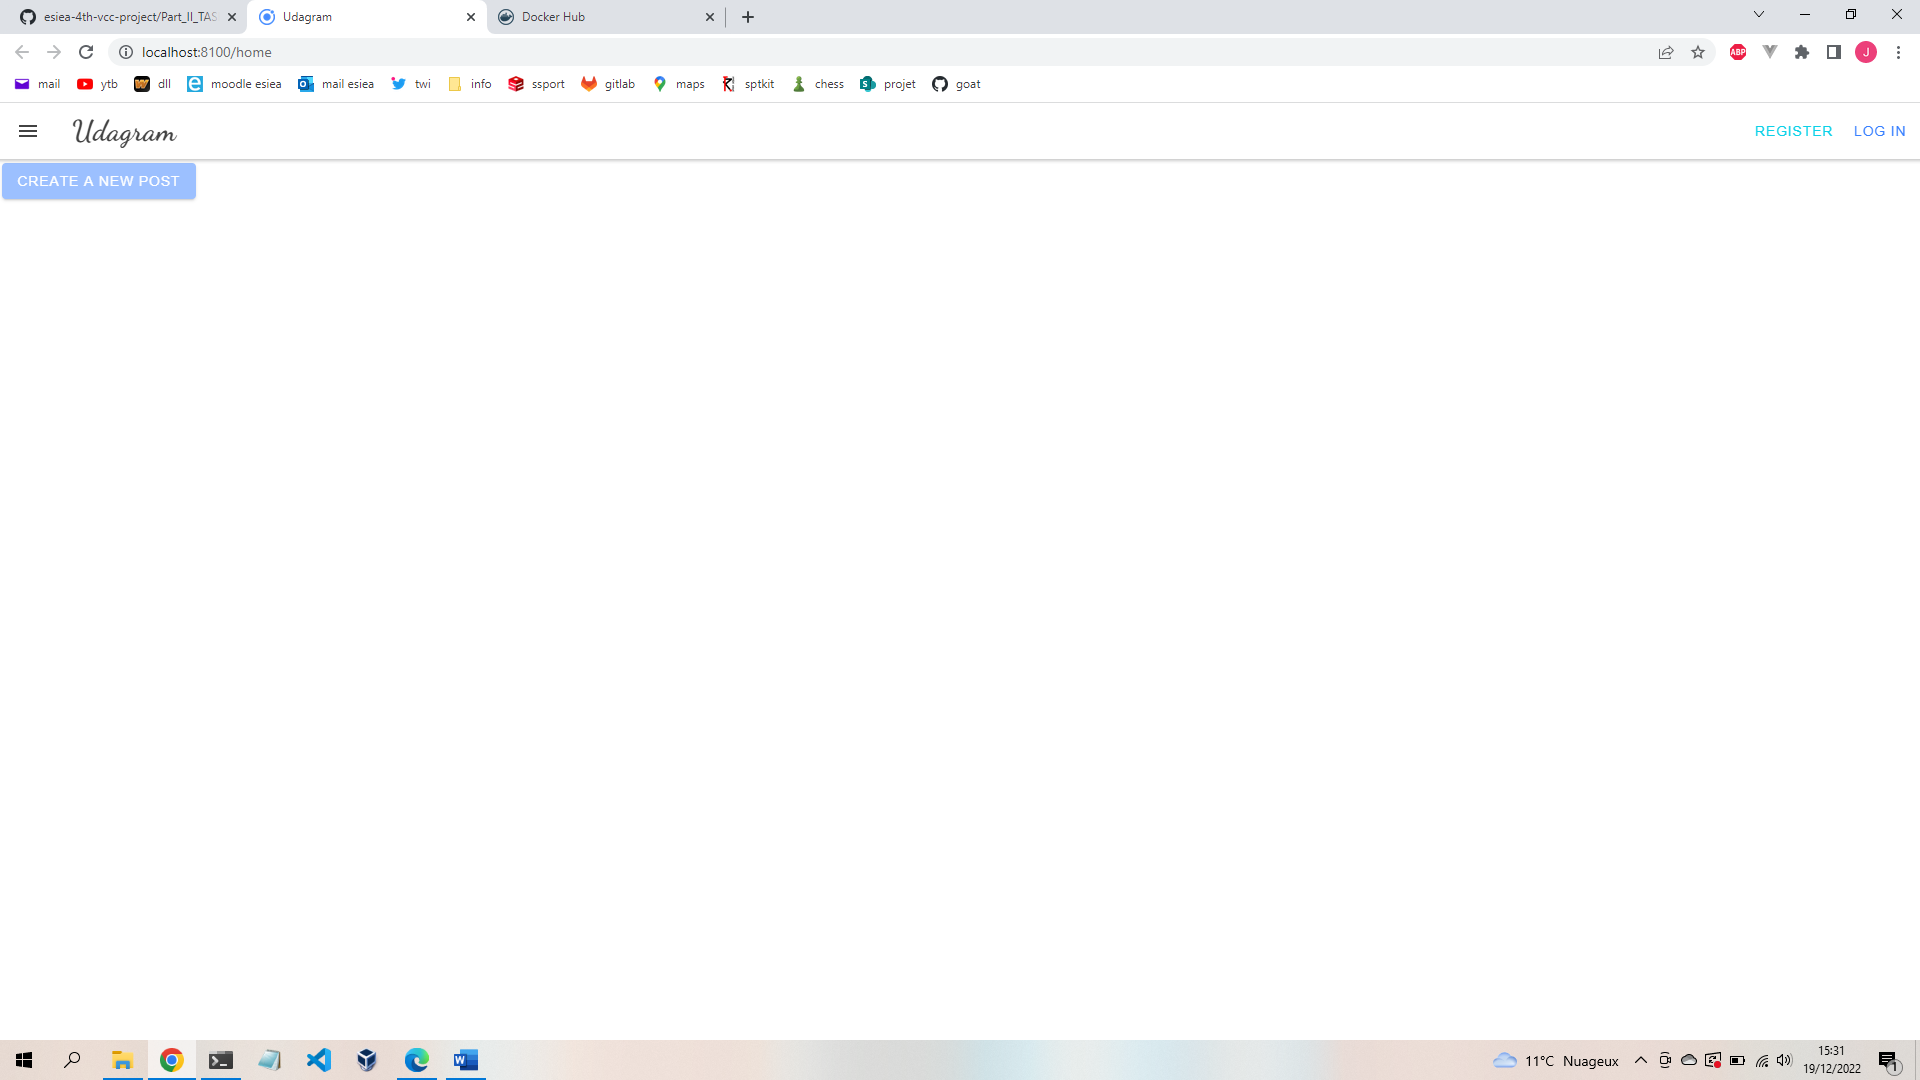 esiea-4th-vcc-project/Part_II_TAS
Udagram
Docker Hub
localhost:8100/home
ABP
J
mail
ytb
dll
moodle esiea
mail esiea
twi
info
ssport
gitlab
maps
sptkit
chess
projet
goat
Udagram
REGISTER
LOG IN
CREATE A NEW POST
11°C Nuageux
15:31
19/12/2022
1